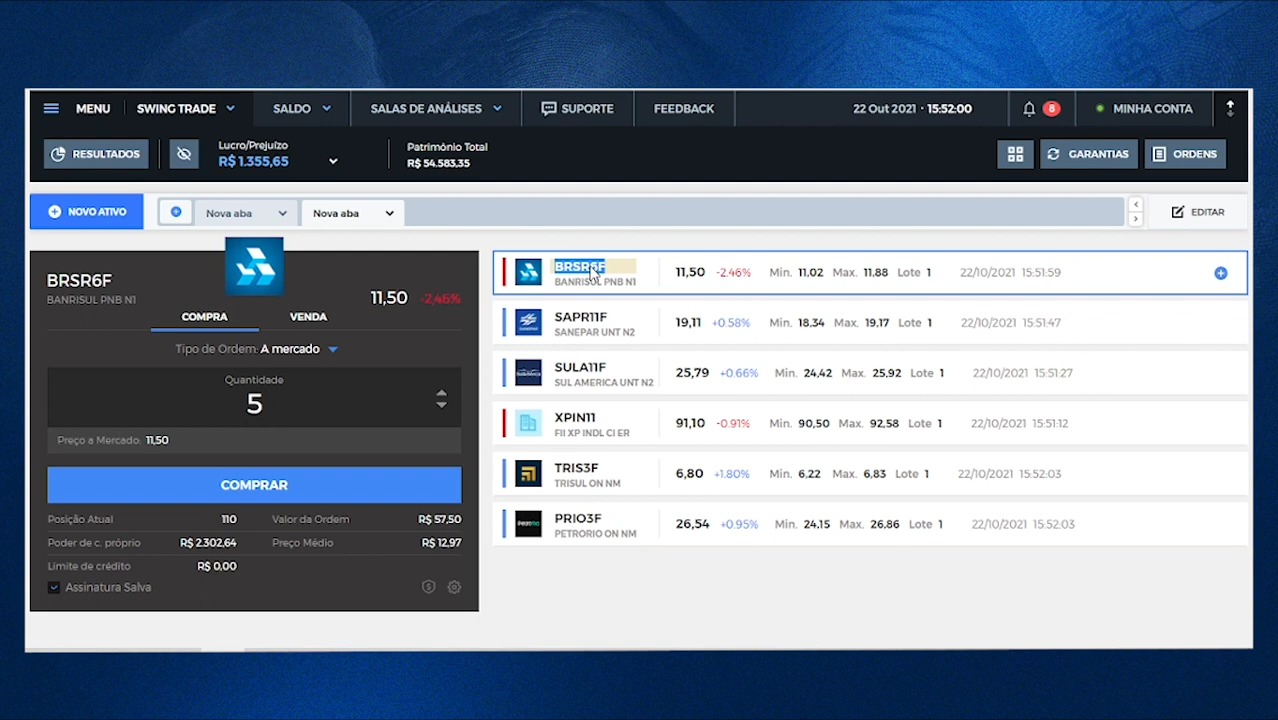 MENU SWING TRADE SALDO SALAS DE ANÁLISES SUPORTE FEEDBACK 22 Out 2021 • 15:52:00 8 MINHA CONTA
RESULTADOS
Lucro/Prejuízo
R$ 1.355,65
Patrimônio Total
R$ 54.583,35
GARANTIAS ORDENS
NOVO ATIVO Nova aba Nova aba EDITAR
BRSR6F
BANRISUL PNB N1
11,50 -2,46%
COMPRA VENDA
Tipo de Ordem: A mercado
Quantidade
5
Preço a Mercado: 11,50
COMPRAR
Posição Atual 110 Valor da Ordem R$ 57,50
Poder de c. próprio R$ 2.302,64 Preço Médio R$ 12,97
Limite de crédito R$ 0,00
Assinatura Salva
BRSR6F
BANRISUL PNB N1
11,50 -2.46% Min. 11.02 Max. 11.88 Lote 1 22/10/2021 15:51:59
SAPR11F
SANEPAR UNT N2
19,11 +0.58% Min. 18.34 Max. 19.17 Lote 1 22/10/2021 15:51:47
SULA11F
SUL AMERICA UNT N2
25,79 +0.66% Min. 24,42 Max. 25,92 Lote 1 22/10/2021 15:51:27
XPIN11
FII XP INDL CI ER
91,10 -0.91% Min. 90,50 Max. 92,58 Lote 1 22/10/2021 15:51:12
TRIS3F
TRISUL ON NM
6,80 +1.80% Min. 6,22 Max. 6,83 Lote 1 22/10/2021 15:52:03
PRIO3F
PETRORIO ON NM
26,54 +0.95% Min. 24.15 Max. 26,86 Lote 1 22/10/2021 15:52:03